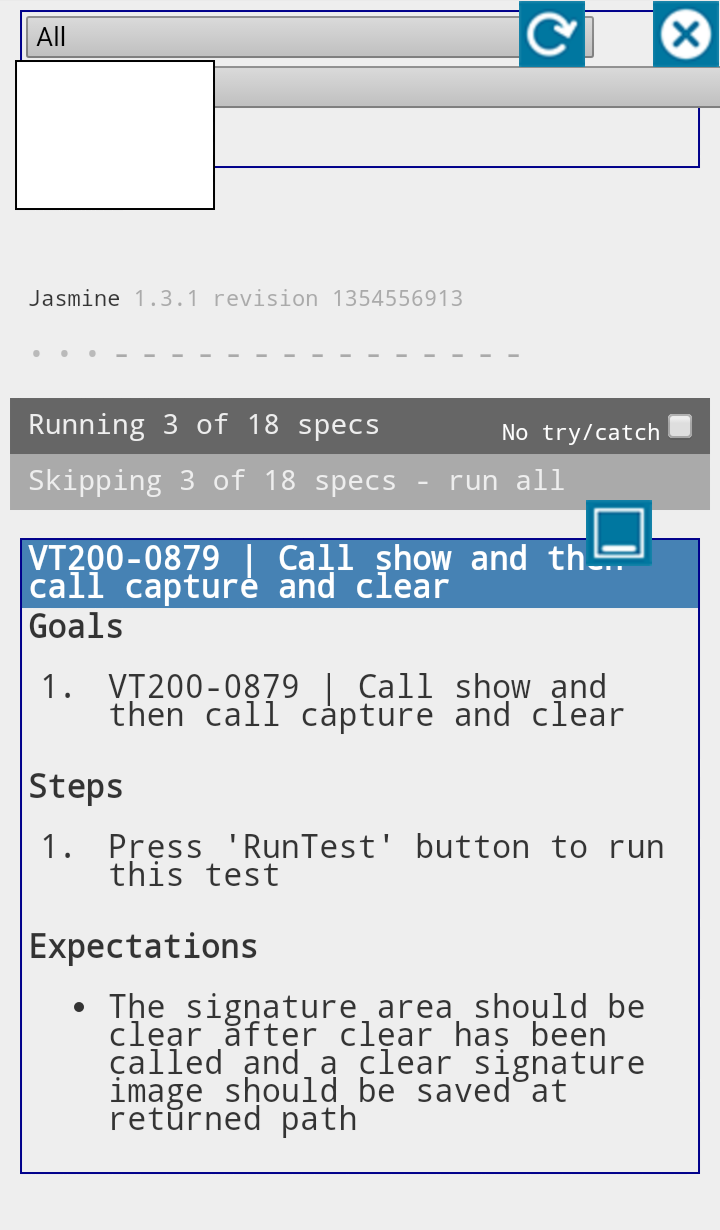 All
Jasmine 1.3.1 revision 1354556913
• • • - - - - - - - - - - - - - - -
Running 3 of 18 specs
No try/catch
Skipping 3 of 18 specs - run all
VT200-0879 | Call show and then
call capture and clear
Goals
1. VT200-0879 | Call show and
then call capture and clear
Steps
1. Press 'RunTest' button to run
this test
Expectations
• The signature area should be
clear after clear has been
called and a clear signature
image should be saved at
returned path